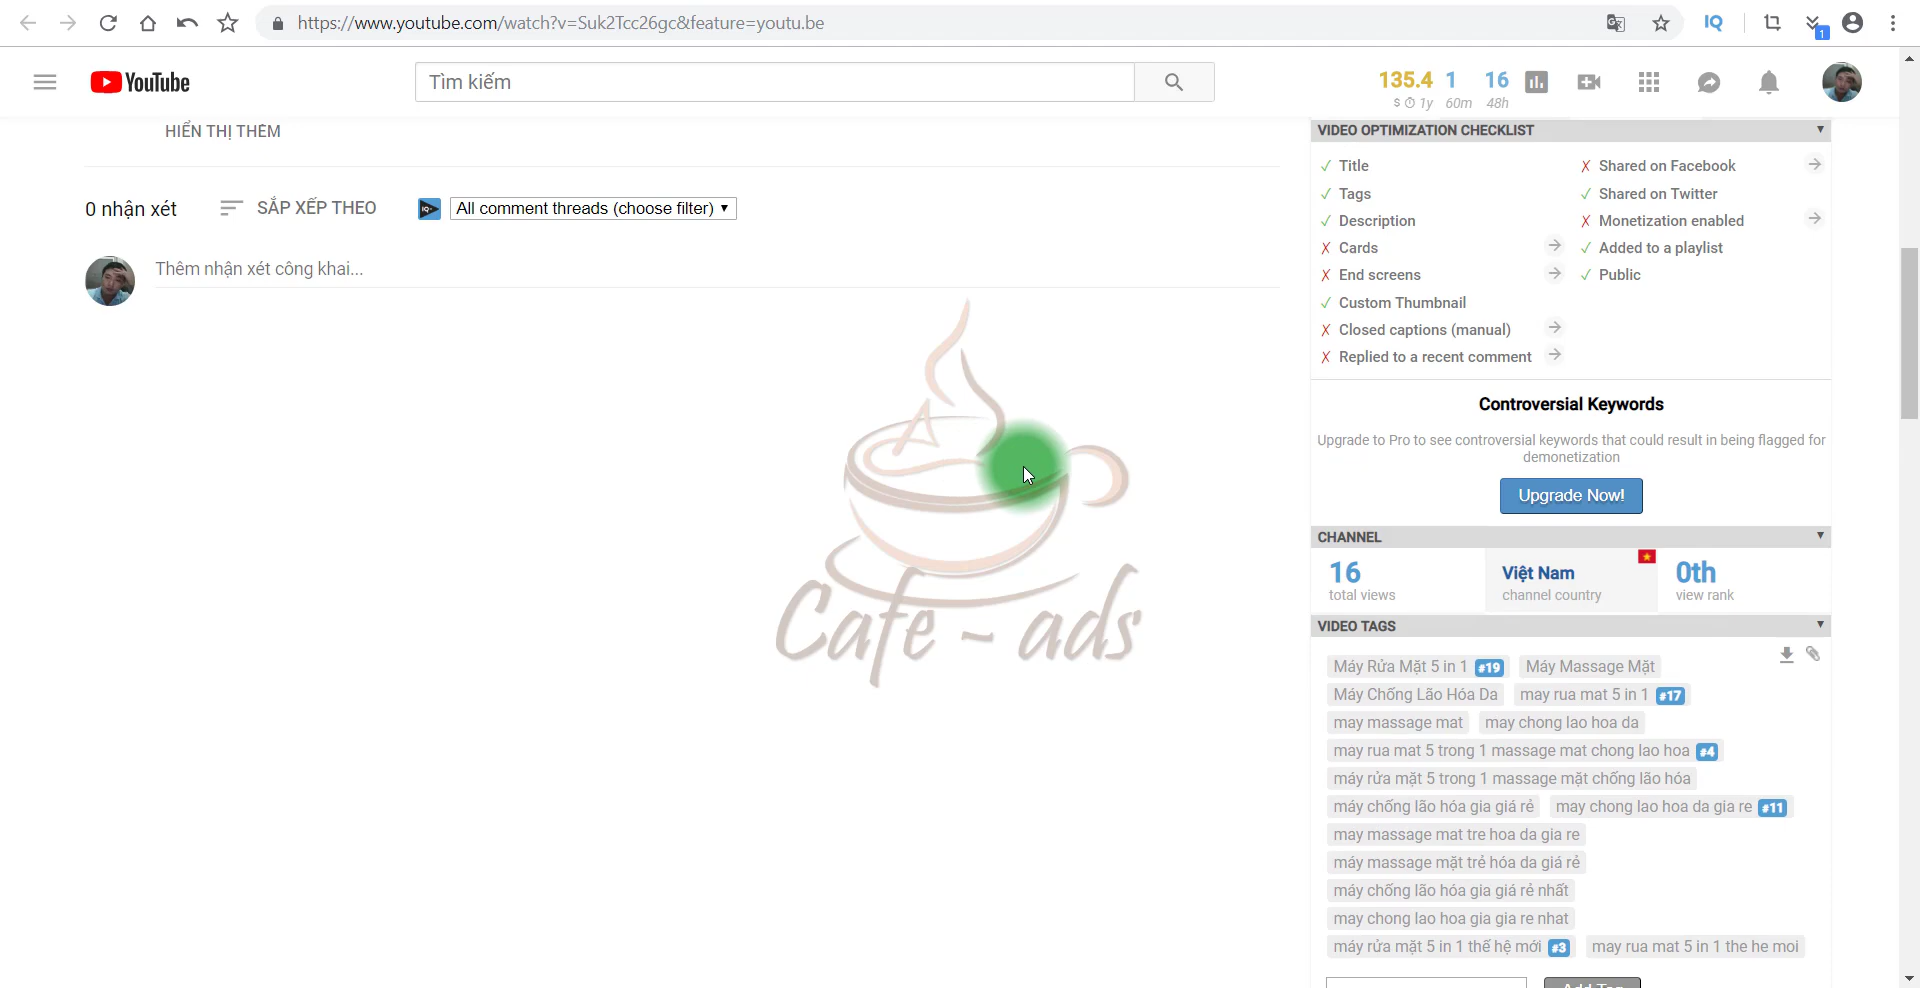 https://www.youtube.com/watch?v=Suk2Tcc26gc&feature=youtu.be
IQ
1
YouTube
Tìm kiếm
135.4 1 16
$ 1y 60m 48h
HIỂN THỊ THÊM
0 nhận xét
SẮP XẾP THEO
All comment threads (choose filter)
Thêm nhận xét công khai...
Cafe - ads
VIDEO OPTIMIZATION CHECKLIST
✓ Title
✓ Tags
✓ Description
✗ Cards
✗ End screens
✓ Custom Thumbnail
✗ Closed captions (manual)
✗ Replied to a recent comment
✗ Shared on Facebook
✓ Shared on Twitter
✗ Monetization enabled
✓ Added to a playlist
✓ Public
Controversial Keywords
Upgrade to Pro to see controversial keywords that could result in being flagged for
demonetization
Upgrade Now!
CHANNEL
16
total views
Việt Nam
channel country
0th
view rank
VIDEO TAGS
Máy Rửa Mặt 5 in 1 #19 Máy Massage Mặt
Máy Chống Lão Hóa Da may rua mat 5 in 1 #17
may massage mat may chong lao hoa da
may rua mat 5 trong 1 massage mat chong lao hoa #4
máy rửa mặt 5 trong 1 massage mặt chống lão hóa
máy chống lão hóa gia giá rẻ may chong lao hoa da gia re #11
may massage mat tre hoa da gia re
máy massage mặt trẻ hóa da giá rẻ
máy chống lão hóa gia giá rẻ nhất
may chong lao hoa gia gia re nhat
máy rửa mặt 5 in 1 thế hệ mới #3 may rua mat 5 in 1 the he moi